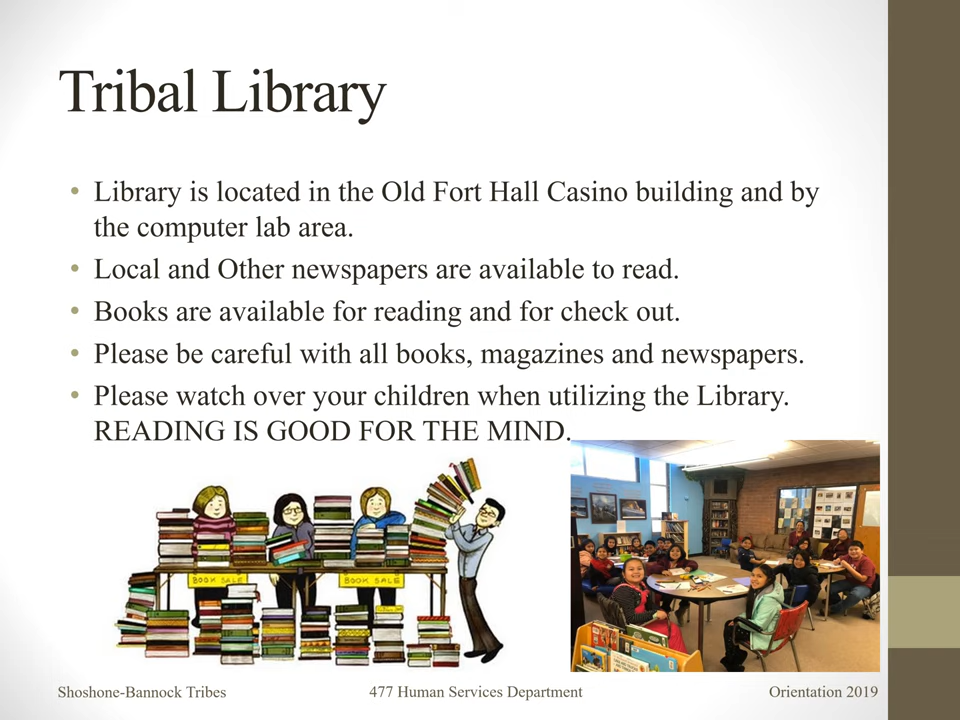 Tribal Library
• Library is located in the Old Fort Hall Casino building and by
the computer lab area.
• Local and Other newspapers are available to read.
• Books are available for reading and for check out.
• Please be careful with all books, magazines and newspapers.
• Please watch over your children when utilizing the Library.
READING IS GOOD FOR THE MIND.
BOOK SALE
BOOK SALE
Shoshone-Bannock Tribes
477 Human Services Department
Orientation 2019